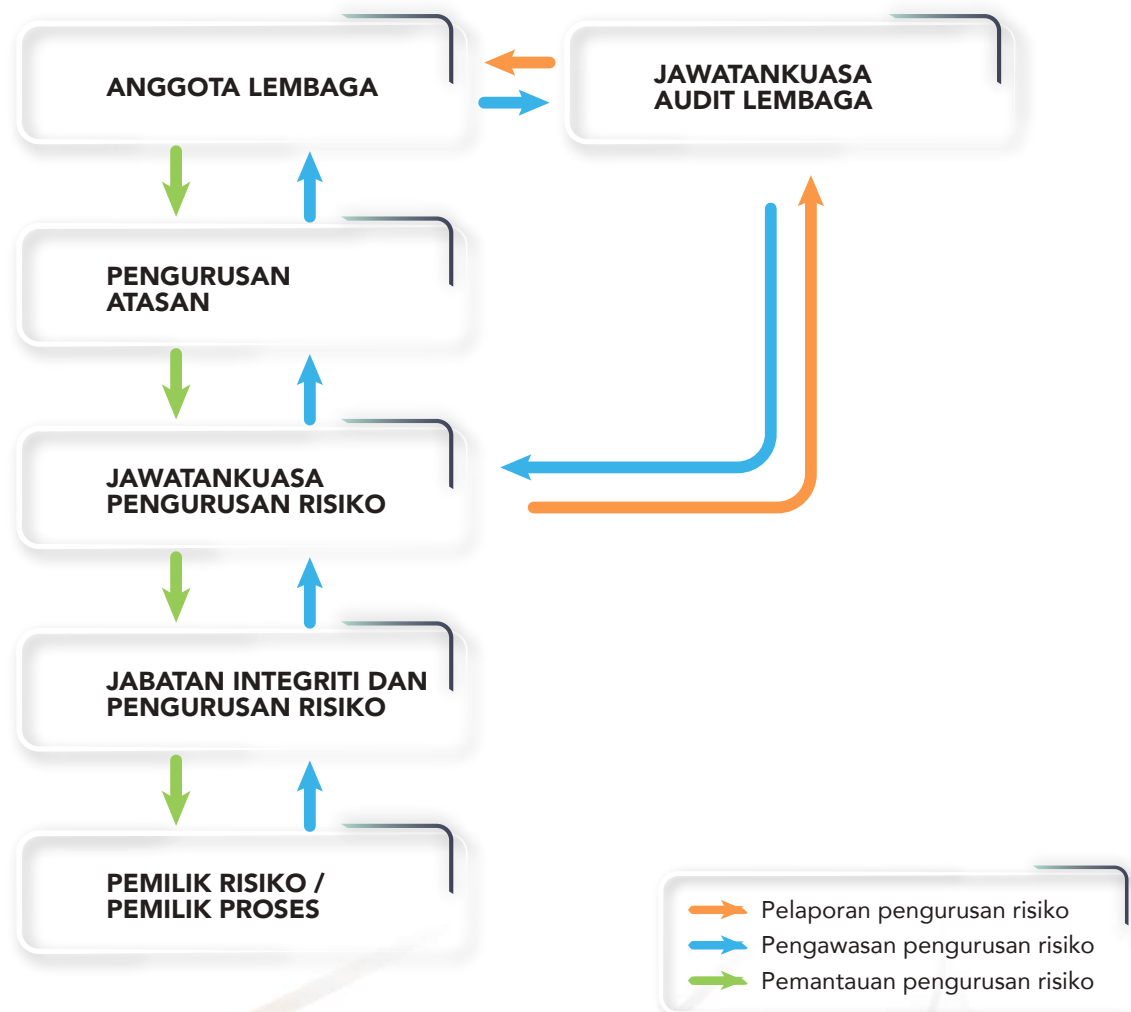 ANGGOTA LEMBAGA
JAWATANKUASA
AUDIT LEMBAGA
PENGURUSAN
ATASAN
JAWATANKUASA
PENGURUSAN RISIKO
JABATAN INTEGRITI DAN
PENGURUSAN RISIKO
PEMILIK RISIKO /
PEMILIK PROSES
Pelaporan pengurusan risiko
Pengawasan pengurusan risiko
Pemantauan pengurusan risiko